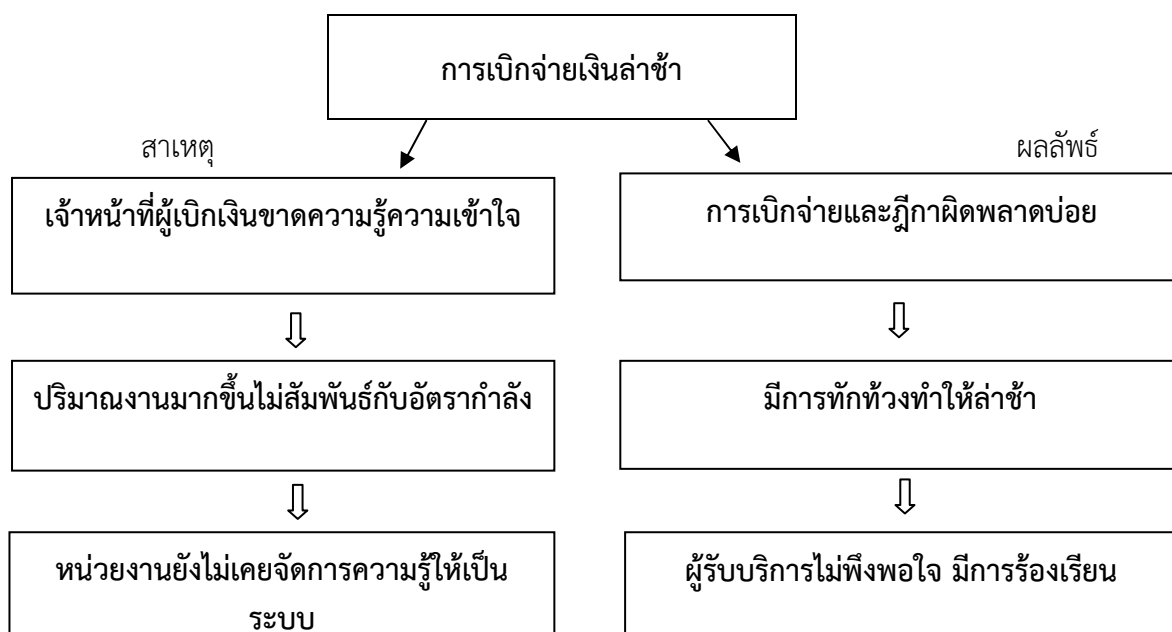 การเบิกจ่ายเงินล่าช้า
สาเหตุ
ผลลัพธ์
เจ้าหน้าที่ผู้เบิกเงินขาดความรู้ความเข้าใจ
การเบิกจ่ายและฎีกาผิดพลาดบ่อย
ปริมาณงานมากขึ้นไม่สัมพันธ์กับอัตรากำลัง
มีการทักท้วงทำให้ล่าช้า
หน่วยงานยังไม่เคยจัดการความรู้ให้เป็น
ระบบ
ผู้รับบริการไม่พึงพอใจ มีการร้องเรียน